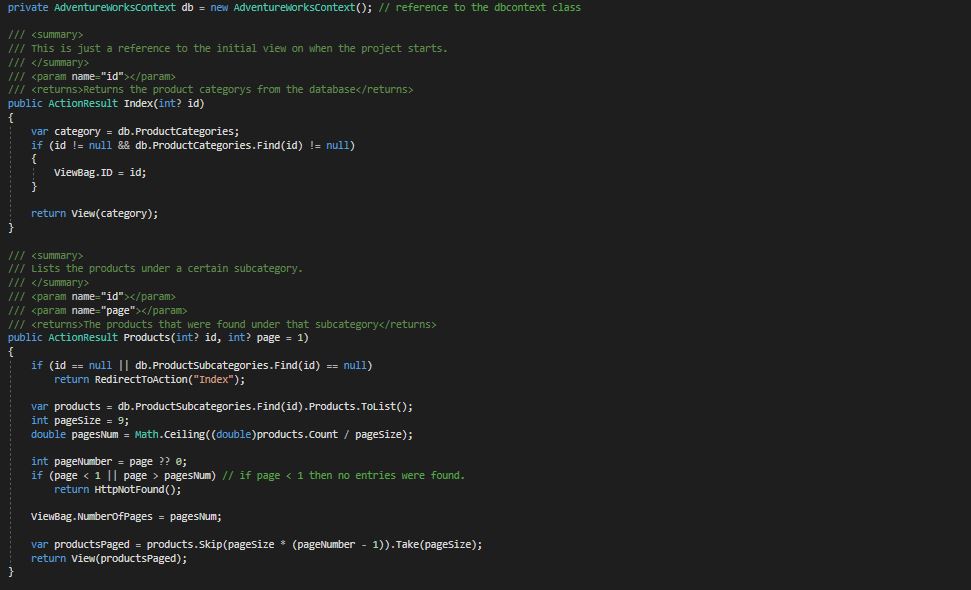 private AdventureWorksContext db = new AdventureWorksContext(); // reference to the dbcontext class
/// <summary>
/// This is just a reference to the initial view on when the project starts.
/// </summary>
/// <param name="id"></param>
/// <returns>Returns the product categorys from the database</returns>
public ActionResult Index(int? id)
{
var category = db.ProductCategories;
if (id != null && db.ProductCategories.Find(id) != null)
{
ViewBag.ID = id;
}
return View(category);
}
/// <summary>
/// Lists the products under a certain subcategory.
/// </summary>
/// <param name="id"></param>
/// <param name="page"></param>
/// <returns>The products that were found under that subcategory</returns>
public ActionResult Products(int? id, int? page = 1)
{
if (id == null || db.ProductSubcategories.Find(id) == null)
return RedirectToAction("Index");
var products = db.ProductSubcategories.Find(id).Products.ToList();
int pageSize = 9;
double pagesNum = Math.Ceiling((double)products.Count / pageSize);
int pageNumber = page ?? 0;
if (page < 1 || page > pagesNum) // if page < 1 then no entries were found.
return HttpNotFound();
ViewBag.NumberOfPages = pagesNum;
var productsPaged = products.Skip(pageSize * (pageNumber - 1)).Take(pageSize);
return View(productsPaged);
}